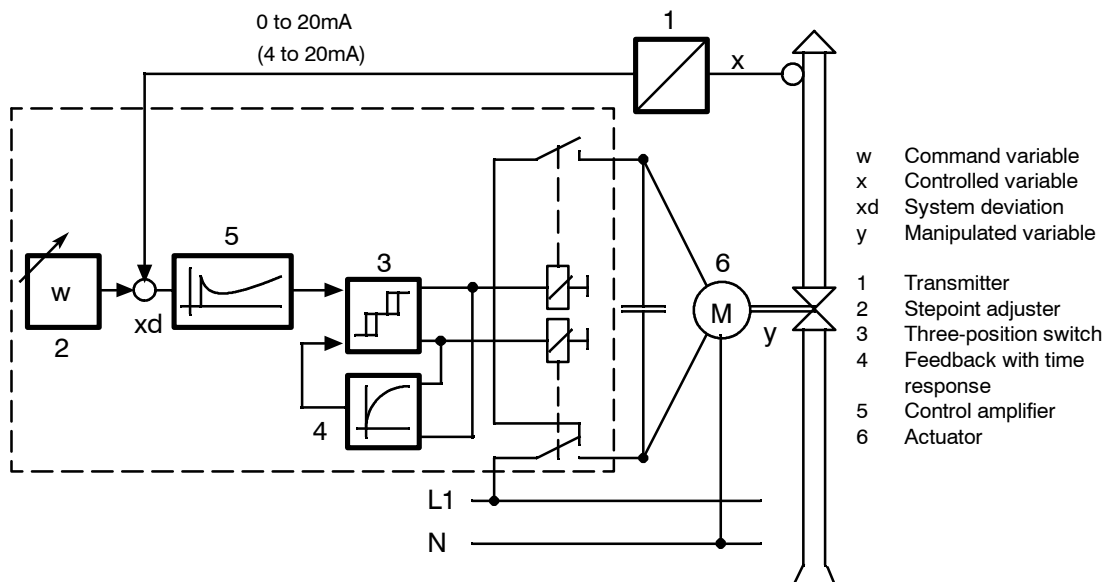 0 to 20mA
(4 to 20mA)
1
x
w Command variable
x Controlled variable
xd System deviation
y Manipulated variable
1 Transmitter
2 Stepoint adjuster
3 Three-position switch
4 Feedback with time
response
5 Control amplifier
6 Actuator
5
3
6
w
xd
2
M
y
4
L1
N